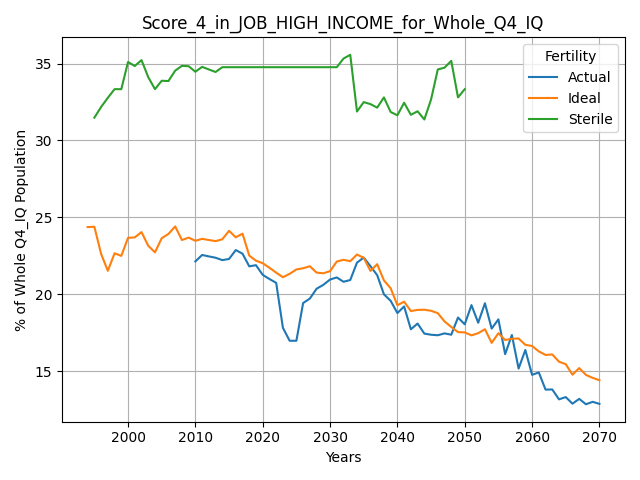 Score_4_in_JOB_HIGH_INCOME_for_Whole_Q4_IQ
% of Whole Q4_IQ Population
35
30
25
20
15
Fertility
Actual
Ideal
Sterile
2000 2010 2020 2030 2040 2050 2060 2070
Years